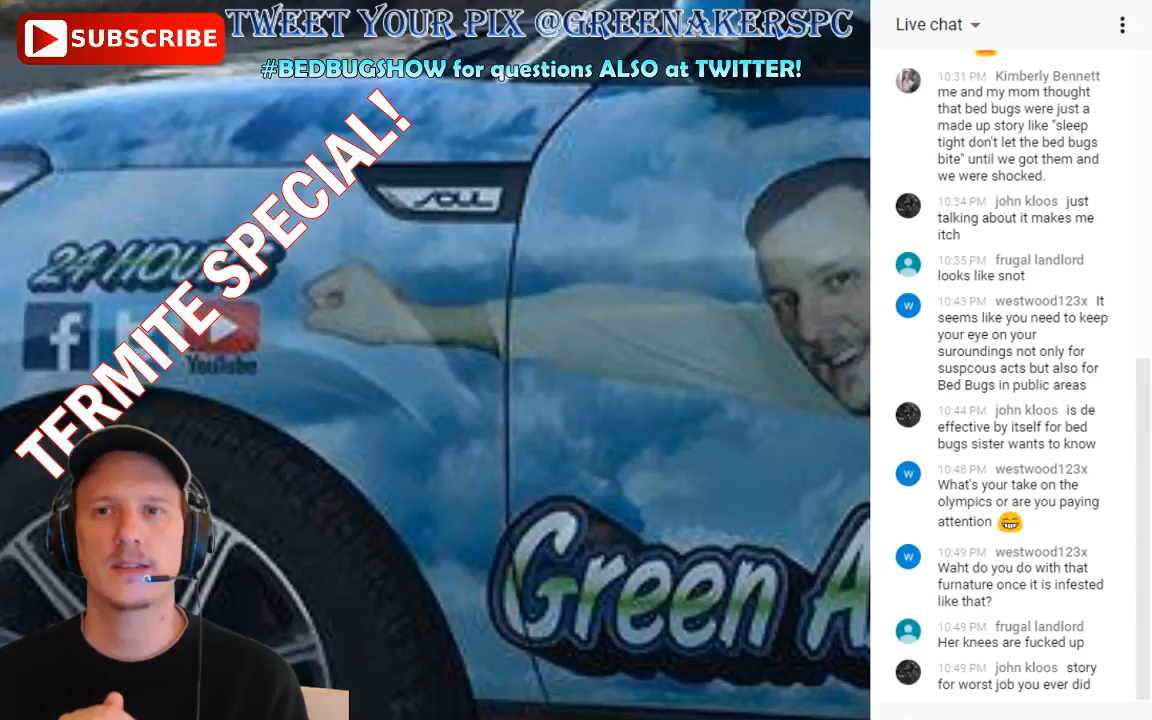 SUBSCRIBE
TWEET YOUR PIX @GREENAKERSPC
#BEDBUGSHOW for questions ALSO at TWITTER!
TERMITE SPECIAL!
SOUL
24 HOURS
f
YouTube
Green A
Live chat
10:31 PM Kimberly Bennett
me and my mom thought
that bed bugs were just a
made up story like "sleep
tight don't let the bed bugs
bite" until we got them and
we were shocked.
10:34 PM john kloos just
talking about it makes me
itch
10:35 PM frugal landlord
looks like snot
W
10:43 PM westwood123x It
seems like you need to keep
your eye on your
suroundings not only for
suspcous acts but also for
Bed Bugs in public areas
10:44 PM john kloos is de
effective by itself for bed
bugs sister wants to know
W
10:48 PM westwood123x
What's your take on the
olympics or are you paying
attention 😁
W
10:49 PM westwood123x
Waht do you do with that
furnature once it is infested
like that?
10:49 PM frugal landlord
Her knees are fucked up
10:49 PM john kloos story
for worst job you ever did